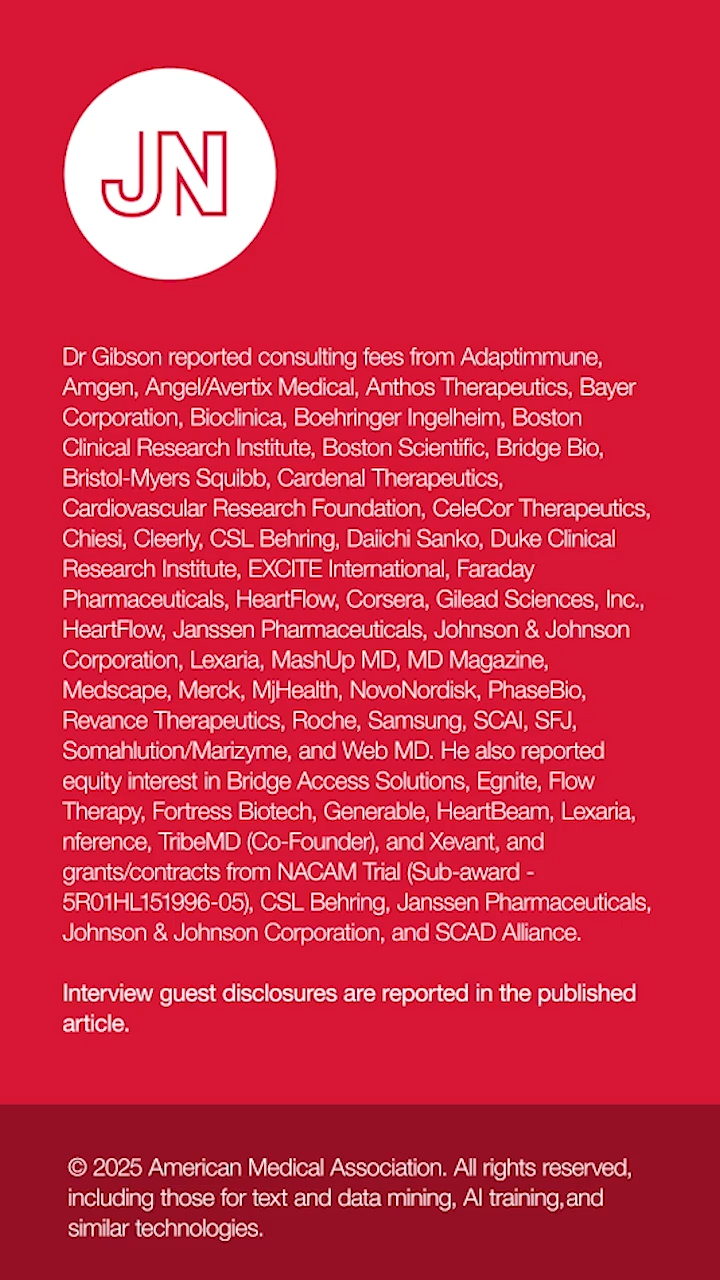 JN
Dr Gibson reported consulting fees from Adaptimmune,
Amgen, Angel/Avertix Medical, Anthos Therapeutics, Bayer
Corporation, Bioclinica, Boehringer Ingelheim, Boston
Clinical Research Institute, Boston Scientific, Bridge Bio,
Bristol-Myers Squibb, Cardenal Therapeutics,
Cardiovascular Research Foundation, CeleCor Therapeutics,
Chiesi, Cleerly, CSL Behring, Daiichi Sanko, Duke Clinical
Research Institute, EXCITE International, Faraday
Pharmaceuticals, HeartFlow, Corsera, Gilead Sciences, Inc.,
HeartFlow, Janssen Pharmaceuticals, Johnson & Johnson
Corporation, Lexaria, MashUp MD, MD Magazine,
Medscape, Merck, MjHealth, NovoNordisk, PhaseBio,
Revance Therapeutics, Roche, Samsung, SCAI, SFJ,
Somahlution/Marizyme, and Web MD. He also reported
equity interest in Bridge Access Solutions, Egnite, Flow
Therapy, Fortress Biotech, Generable, HeartBeam, Lexaria,
nference, TribeMD (Co-Founder), and Xevant, and
grants/contracts from NACAM Trial (Sub-award -
5R01HL151996-05), CSL Behring, Janssen Pharmaceuticals,
Johnson & Johnson Corporation, and SCAD Alliance.
Interview guest disclosures are reported in the published
article.
© 2025 American Medical Association. All rights reserved,
including those for text and data mining, AI training, and
similar technologies.